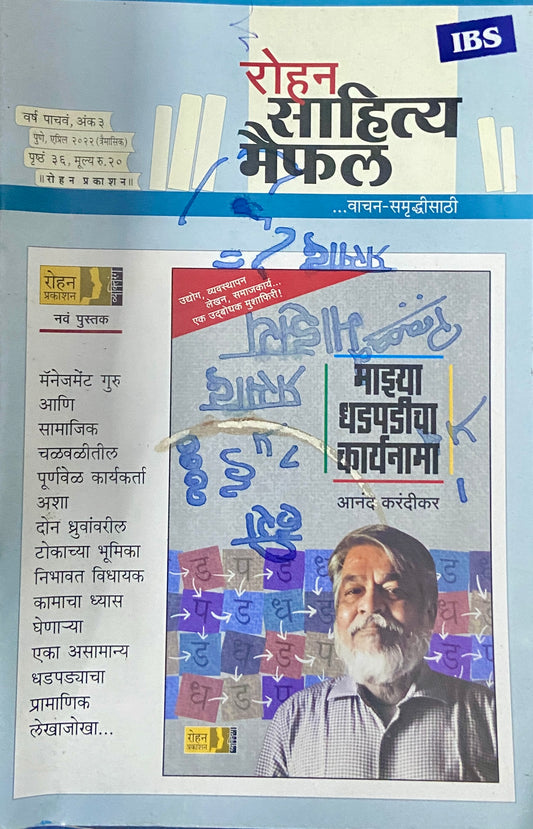 IBS
रोहन
साहित्य
मैफल
वर्ष पाचवं, अंक ३
पुणे, एप्रिल २०२२ (त्रैमासिक)
पृष्ठं ३६, मूल्य रु.२०
॥रोहन प्रकाशन॥
...वाचन-समृद्धीसाठी
रोहन
प्रकाशन
नवं पुस्तक
मॅनेजमेंट गुरु
आणि
सामाजिक
चळवळीतील
पूर्णवेळ कार्यकर्ता
अशा
दोन ध्रुवांवरील
टोकाच्या भूमिका
निभावत विधायक
कामाचा ध्यास
घेणाऱ्या
एका असामान्य
धडपड्याचा
प्रामाणिक
लेखाजोखा...
उद्योग, व्यवस्थापन
लेखन, समाजकार्य...
एक उद्‌बोधक मुशाफिरी!
माझ्या
धडपडीचा
कार्यनामा
आनंद करंदीकर
ड प ड ध ड
प ड ध ड
ड ध ड प
ध ड प
रोहन
प्रकाशन